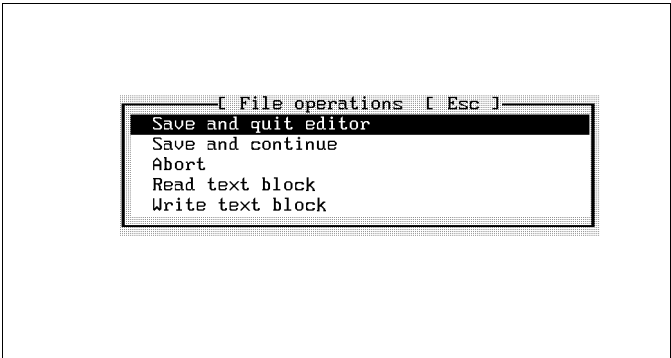 [ File operations [ Esc ]
Save and quit editor
Save and continue
Abort
Read text block
Write text block